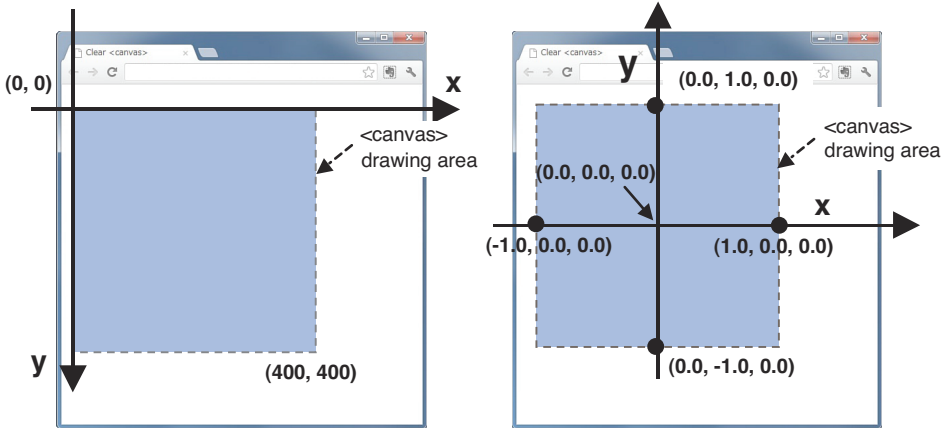 Clear <canvas>
(0, 0)
x
<canvas>
drawing area
y
(400, 400)
Clear <canvas>
y
(0.0, 1.0, 0.0)
<canvas>
drawing area
(0.0, 0.0, 0.0)
x
(-1.0, 0.0, 0.0)
(1.0, 0.0, 0.0)
(0.0, -1.0, 0.0)